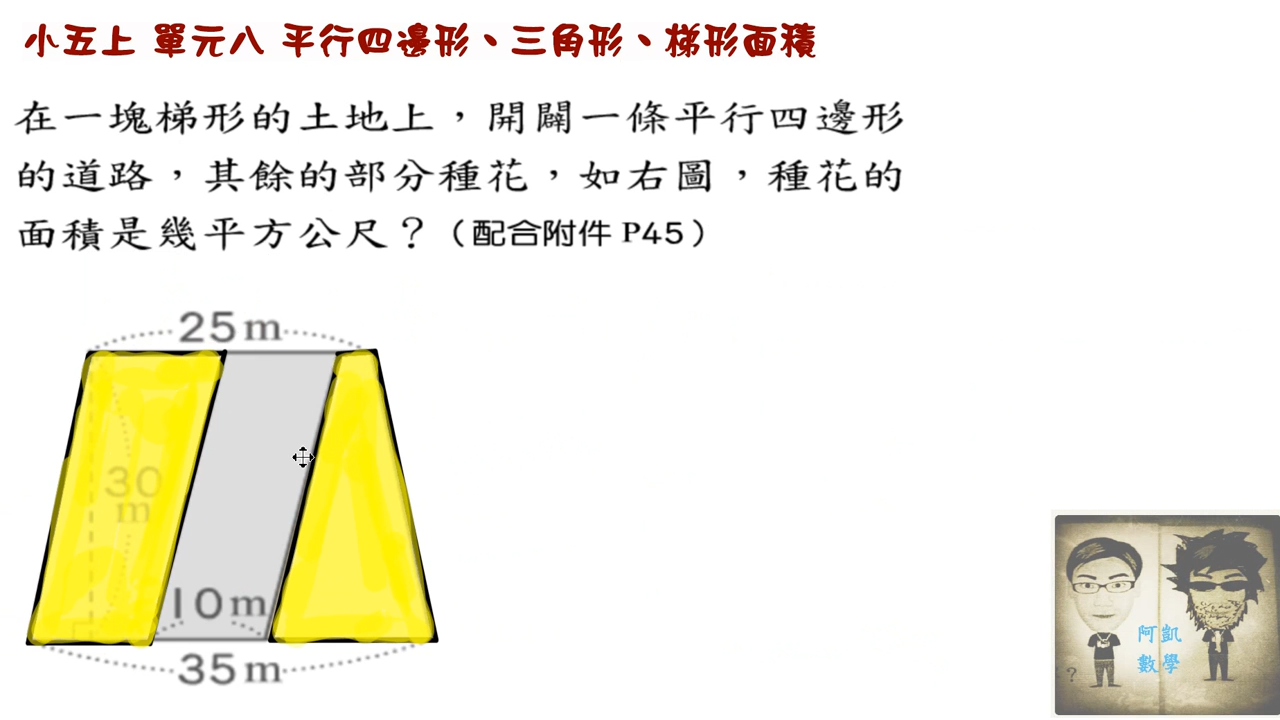 小五上 單元八 平行四邊形、三角形、梯形面積
在一塊梯形的土地上，開闢一條平行四邊形
的道路，其餘的部分種花，如右圖，種花的
面積是幾平方公尺？（配合附件 P45）
25m
30
m
10m
35m
阿凱
數學
?